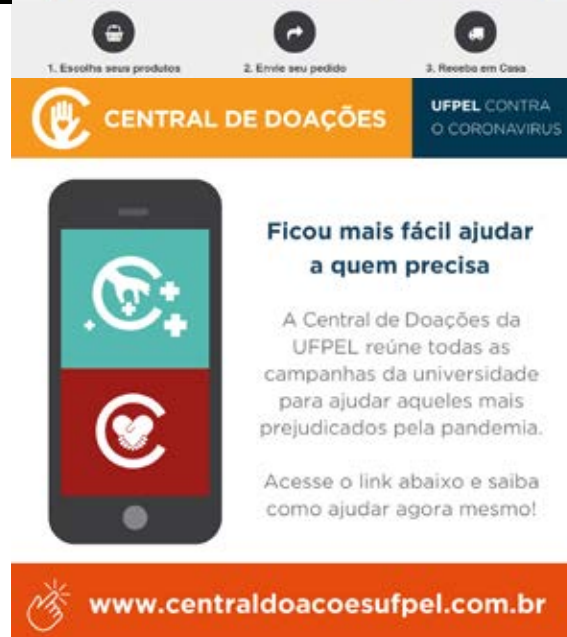 1. Escolha seus produtos 2. Envie seu pedido 3. Receba em Casa
CENTRAL DE DOAÇÕES
UFPEL CONTRA
O CORONAVIRUS
Ficou mais fácil ajudar
a quem precisa
A Central de Doações da
UFPEL reúne todas as
campanhas da universidade
para ajudar aqueles mais
prejudicados pela pandemia.
Acesse o link abaixo e saiba
como ajudar agora mesmo!
www.centraldoacoesufpel.com.br